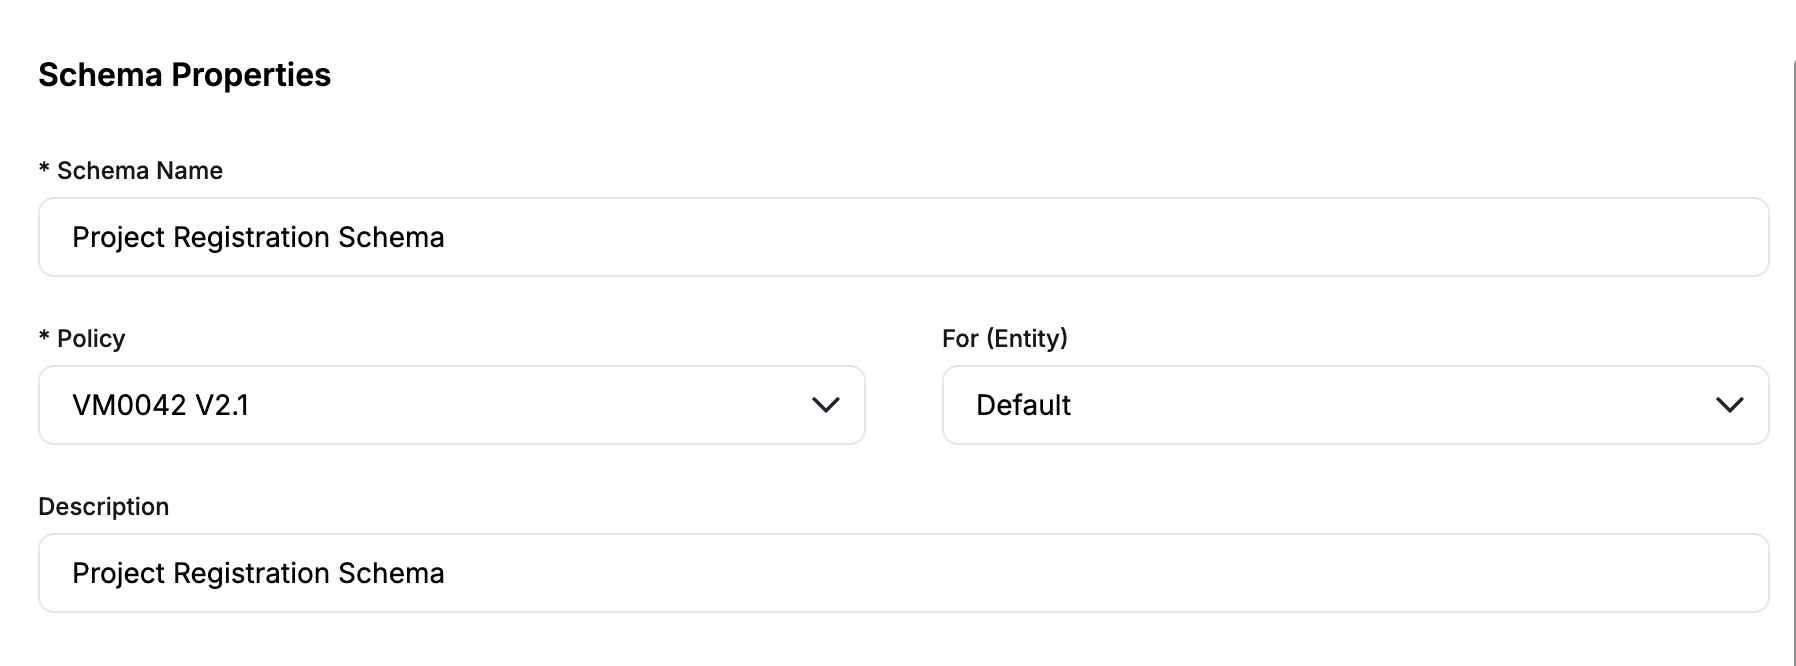 Schema Properties
* Schema Name
Project Registration Schema
* Policy
For (Entity)
VM0042 V2.1
Default
Description
Project Registration Schema